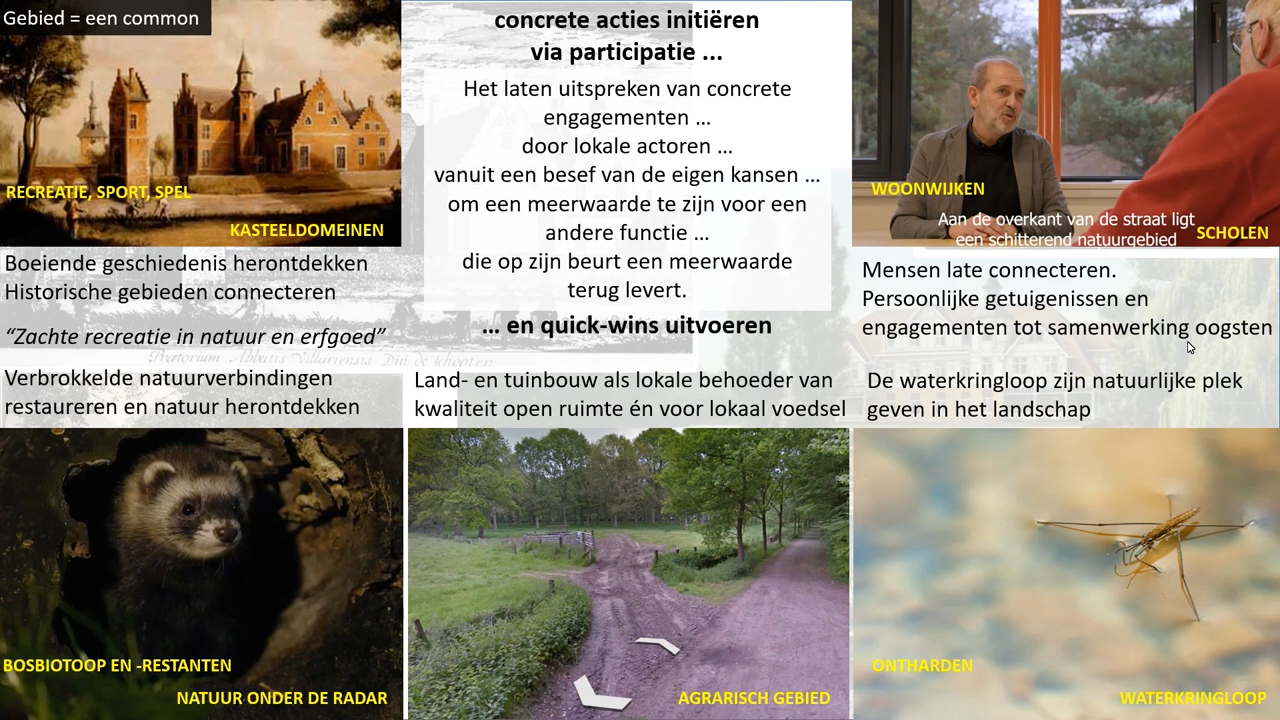 Gebied = een common
RECREATIE, SPORT, SPEL
KASTEELDOMEINEN
concrete acties initiëren
via participatie ...
Het laten uitspreken van concrete
engagementen ...
door lokale actoren ...
vanuit een besef van de eigen kansen ...
om een meerwaarde te zijn voor een
andere functie ...
die op zijn beurt een meerwaarde
terug levert.
... en quick-wins uitvoeren
WOONWIJKEN
Aan de overkant van de straat ligt
een schitterend natuurgebied
SCHOLEN
Boeiende geschiedenis herontdekken
Historische gebieden connecteren
“Zachte recreatie in natuur en erfgoed”
Prætorium Abbatis Villariensis Dni de khooten
Mensen late connecteren.
Persoonlijke getuigenissen en
engagementen tot samenwerking oogsten
Verbrokkelde natuurverbindingen
restaureren en natuur herontdekken
Land- en tuinbouw als lokale behoeder van
kwaliteit open ruimte én voor lokaal voedsel
De waterkringloop zijn natuurlijke plek
geven in het landschap
BOSBIOTOOP EN -RESTANTEN
NATUUR ONDER DE RADAR
AGRARISCH GEBIED
ONTHARDEN
WATERKRINGLOOP